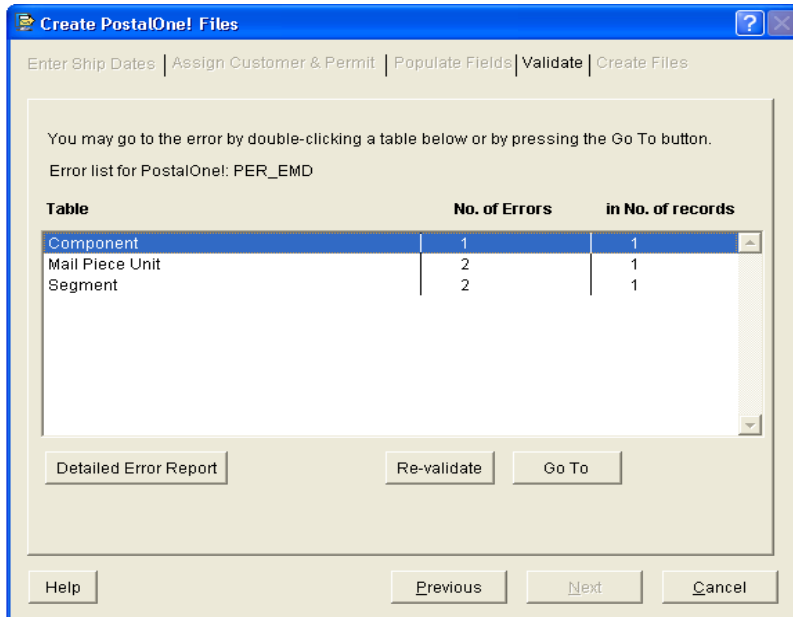 Create PostalOne! Files
Enter Ship Dates | Assign Customer & Permit | Populate Fields | Validate | Create Files
You may go to the error by double-clicking a table below or by pressing the Go To button.
Error list for PostalOne!: PER_EMD
Table No. of Errors in No. of records
Component 1 1
Mail Piece Unit 2 1
Segment 2 1
Detailed Error Report Re-validate Go To
Help Previous Next Cancel